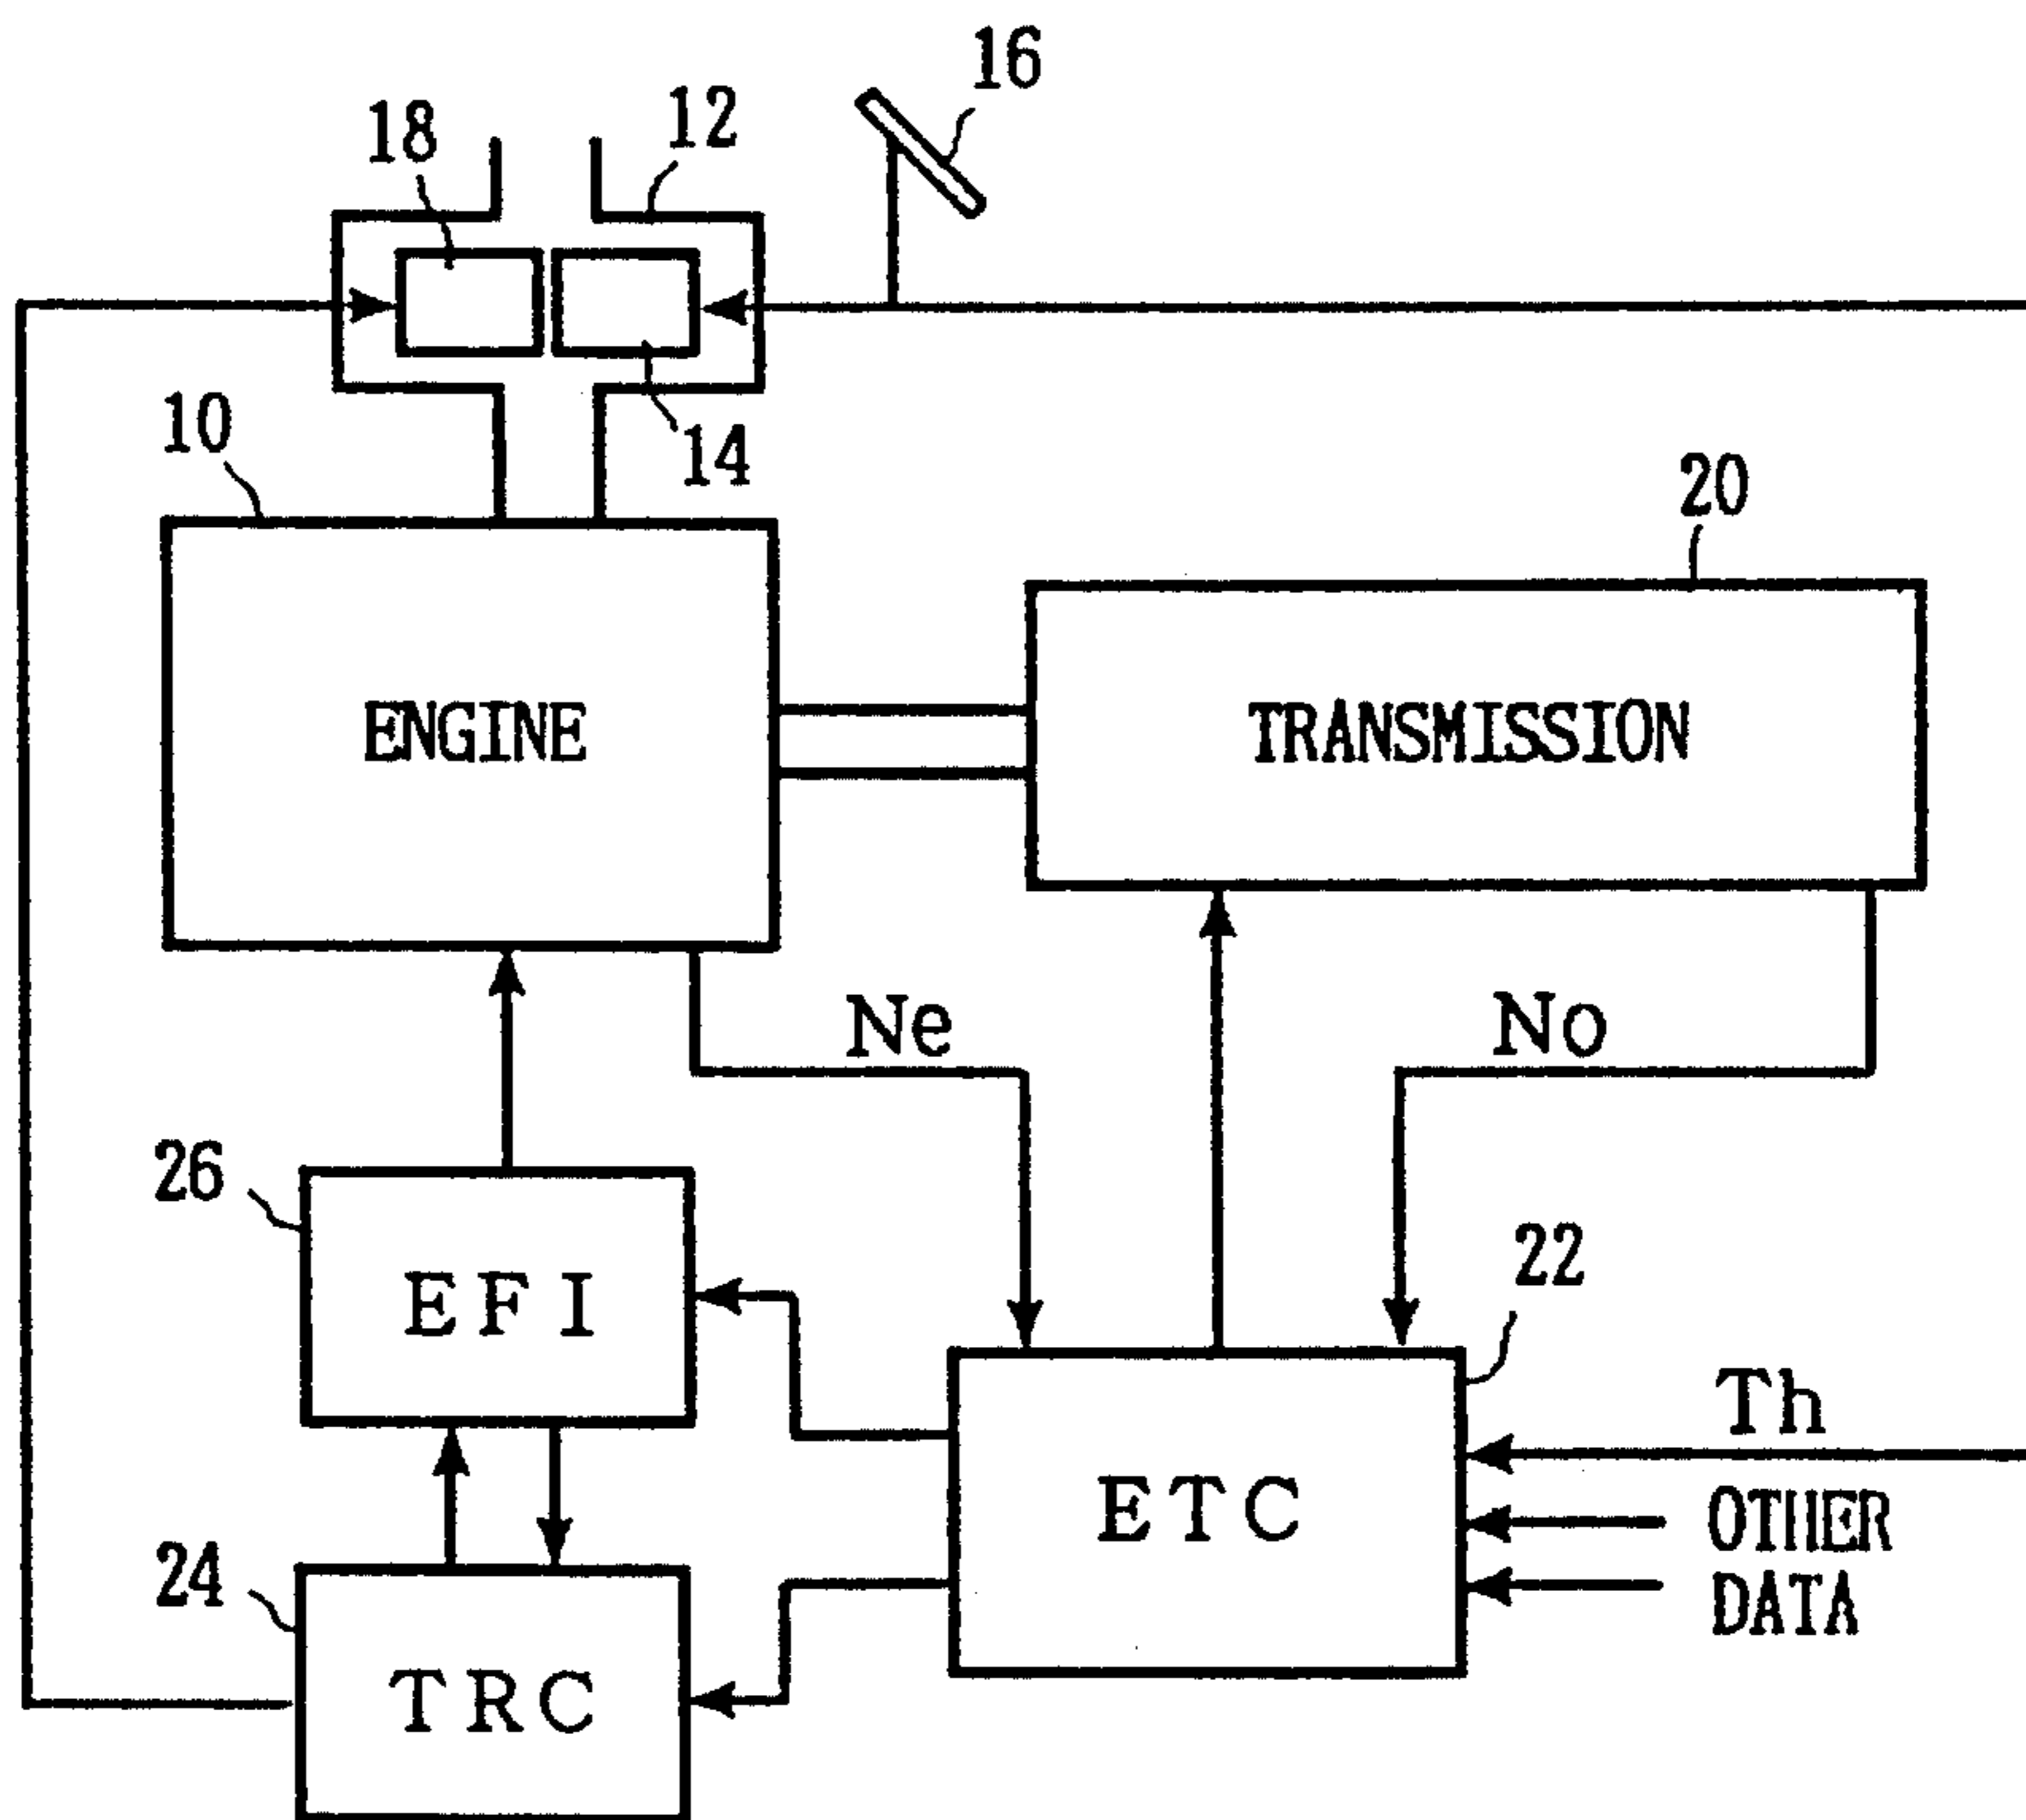 16
18
12
10
14
20
ENGINE
TRANSMISSION
Ne
No
26
22
EFI
Th
ETC
OTHER
DATA
24
TRC